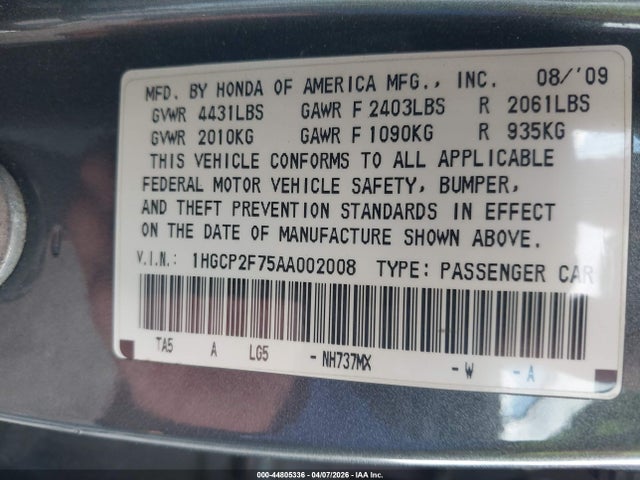 MFD. BY HONDA OF AMERICA MFG., INC. 08/'09
GVWR 4431LBS GAWR F 2403LBS R 2061LBS
GVWR 2010KG GAWR F 1090KG R 935KG
THIS VEHICLE CONFORMS TO ALL APPLICABLE
FEDERAL MOTOR VEHICLE SAFETY, BUMPER,
AND THEFT PREVENTION STANDARDS IN EFFECT
ON THE DATE OF MANUFACTURE SHOWN ABOVE.
V.I.N.: 1HGCP2F75AA002008 TYPE: PASSENGER CAR
TA5 A LG5 -NH737MX -W -A
000-44805336 | 04/07/2026 | IAA Inc.